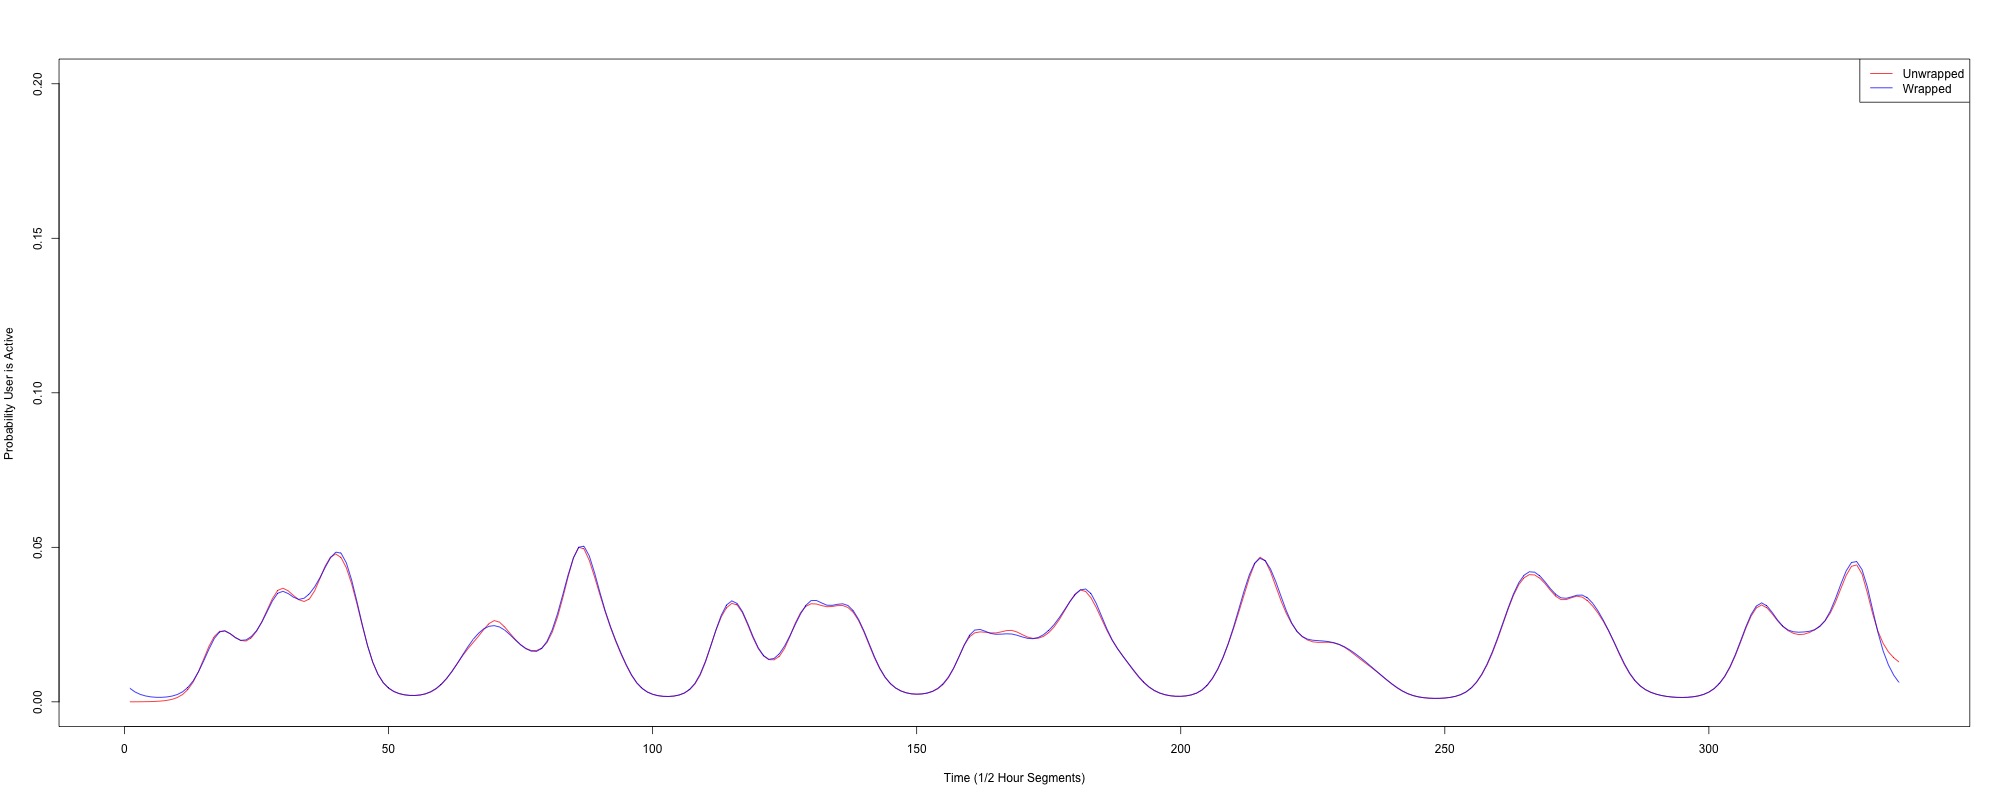 Unwrapped
Wrapped
0.20
0.15
0.10
0.05
0.00
Probability User is Active
0 50 100 150 200 250 300
Time (1/2 Hour Segments)